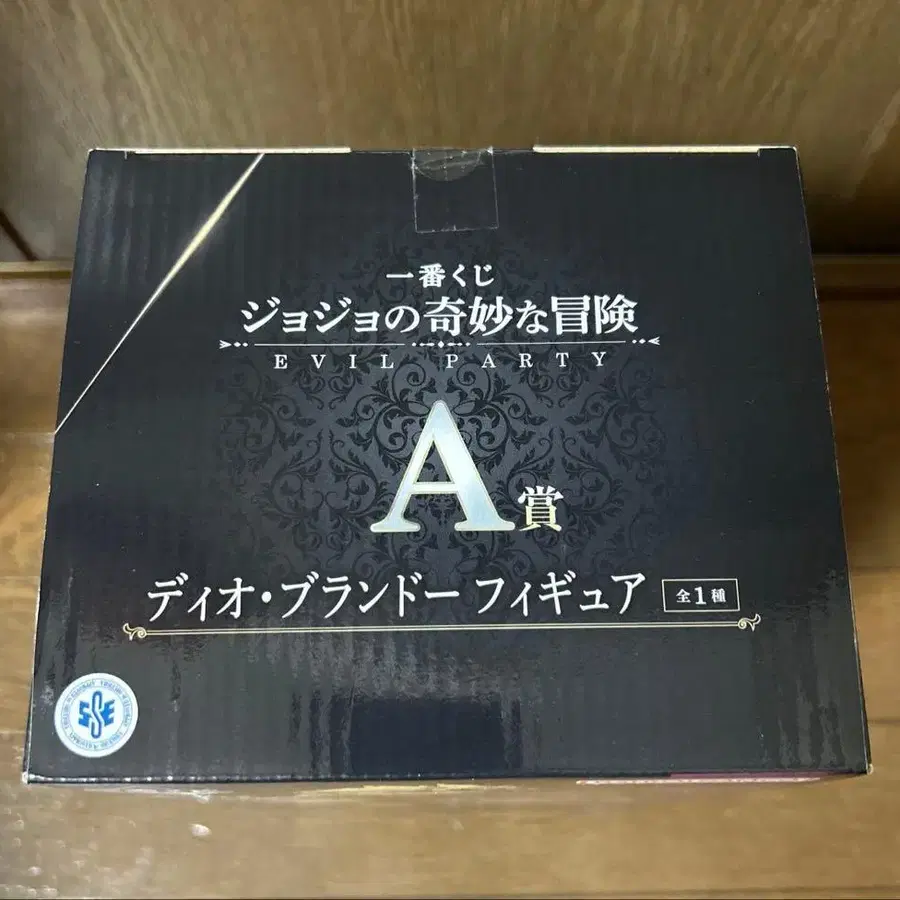 一番くじ
ジョジョの奇妙な冒険
EVIL PARTY
A賞
ディオ・ブランドー フィギュア 全1種